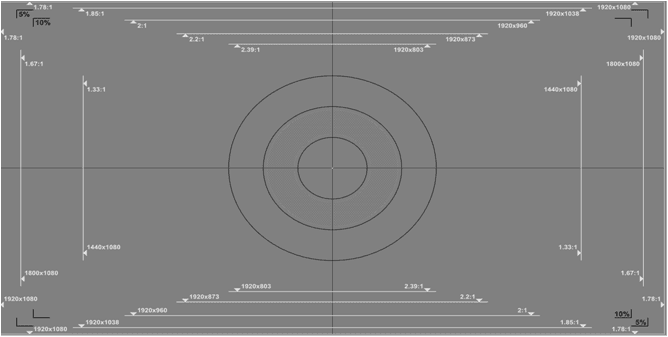 1.78:1 1920x1080
5% 1.85:1 1920x1038
10% 2:1 1920x960
1.78:1 2.2:1 1920x873 1920x1080
2.39:1 1920x803
1.67:1 1800x1080
1.33:1 1440x1080
1440x1080 1.33:1
1800x1080 1.67:1
1920x803 2.39:1
1920x1080 1920x873 2.2:1 1.78:1
1920x960 2:1 10%
1920x1038 1.85:1 5%
1920x1080 1.78:1